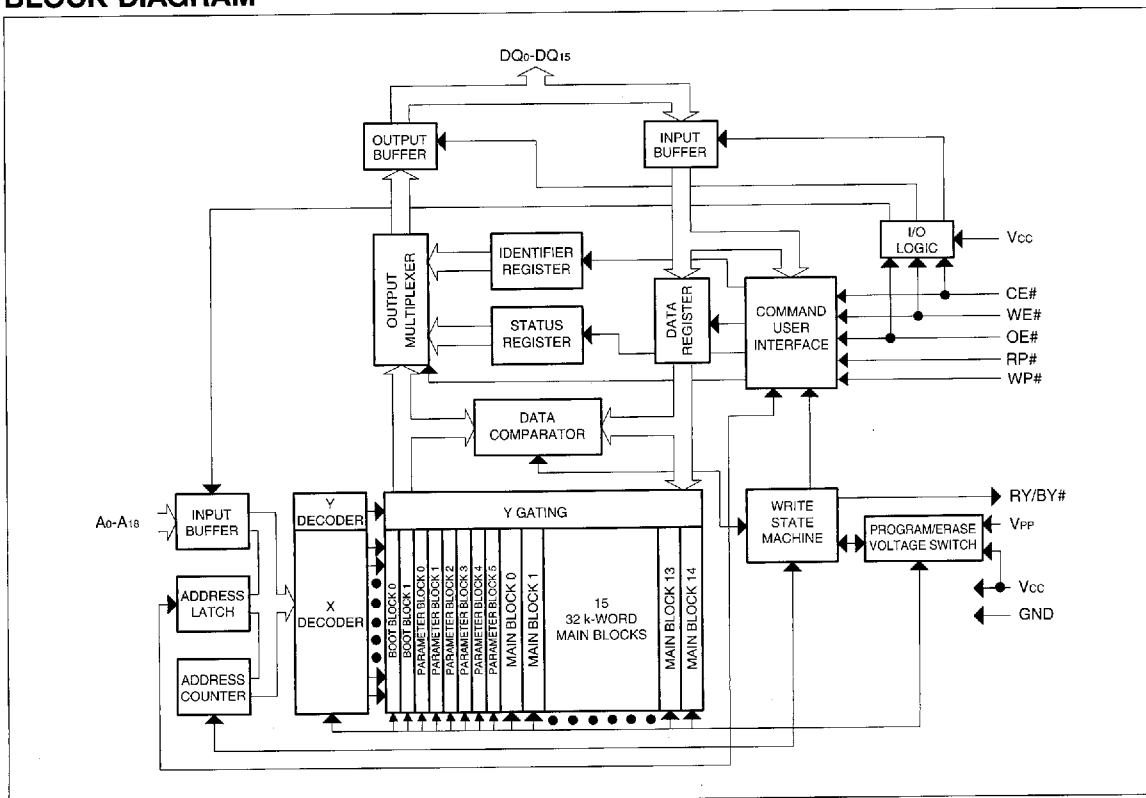 BLOCK DIAGRAM
DQ0-DQ15
OUTPUT
BUFFER
INPUT
BUFFER
I/O
LOGIC
VCC
OUTPUT
MULTIPLEXER
IDENTIFIER
REGISTER
STATUS
REGISTER
DATA
REGISTER
COMMAND
USER
INTERFACE
CE#
WE#
OE#
RP#
WP#
DATA
COMPARATOR
A0-A18
INPUT
BUFFER
Y
DECODER
Y GATING
WRITE
STATE
MACHINE
RY/BY#
PROGRAM/ERASE
VOLTAGE SWITCH
VPP
VCC
GND
ADDRESS
LATCH
ADDRESS
COUNTER
X
DECODER
BOOT BLOCK 0
BOOT BLOCK 1
PARAMETER BLOCK 0
PARAMETER BLOCK 1
PARAMETER BLOCK 2
PARAMETER BLOCK 3
PARAMETER BLOCK 4
PARAMETER BLOCK 5
MAIN BLOCK 0
MAIN BLOCK 1
15
32 k-WORD
MAIN BLOCKS
MAIN BLOCK 13
MAIN BLOCK 14